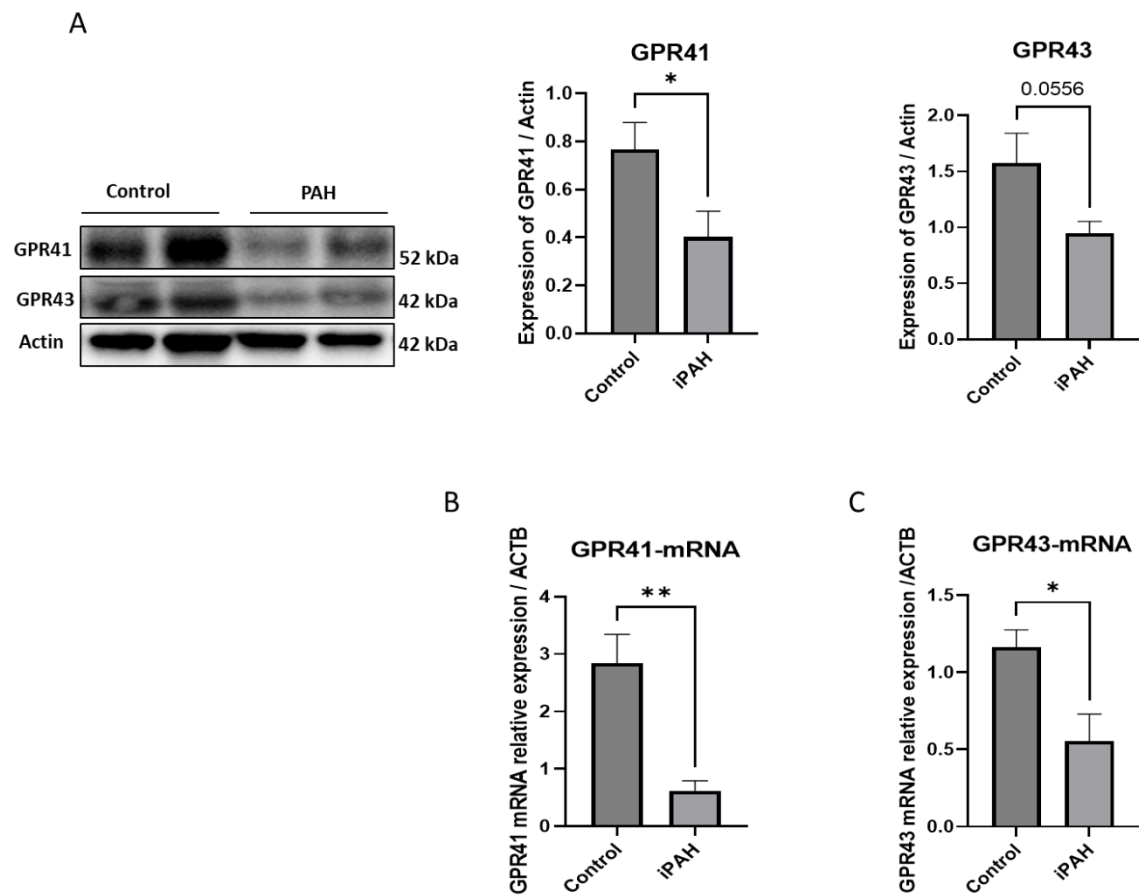 A
Control PAH
GPR41
52 kDa
GPR43
42 kDa
Actin
42 kDa
GPR41
*
Expression of GPR41 / Actin
1.0
0.8
0.6
0.4
0.2
0.0
Control
iPAH
GPR43
0.0556
Expression of GPR43 / Actin
2.0
1.5
1.0
0.5
0.0
Control
iPAH
B
GPR41-mRNA
**
GPR41 mRNA relative expression / ACTB
4
3
2
1
0
Control
iPAH
C
GPR43-mRNA
*
GPR43 mRNA relative expression /ACTB
1.5
1.0
0.5
0.0
Control
iPAH